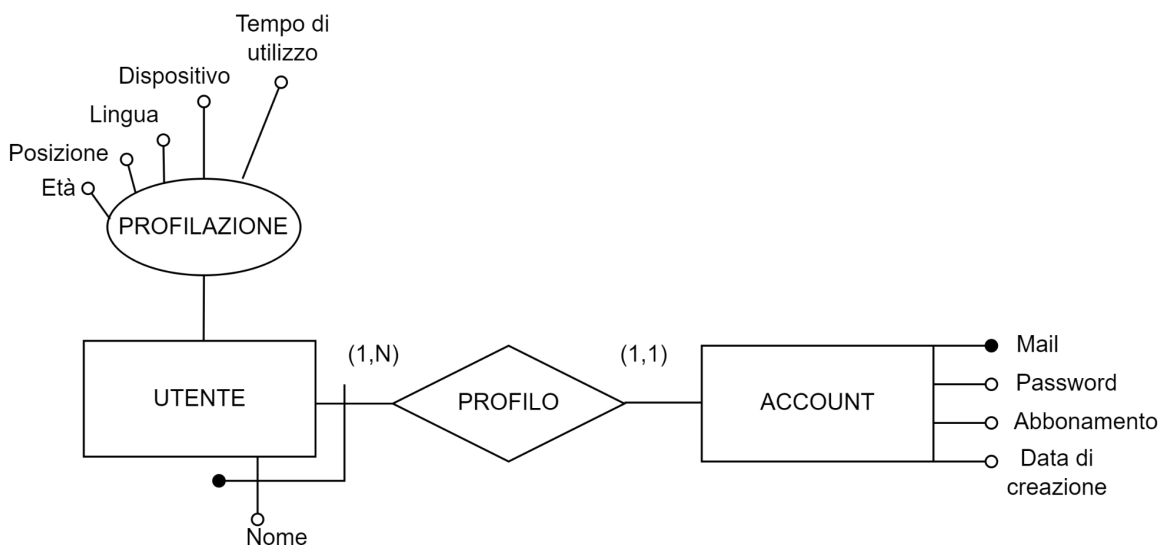 Tempo di
utilizzo
Dispositivo
Lingua
Posizione
Età
PROFILAZIONE
UTENTE
(1,N)
PROFILO
(1,1)
ACCOUNT
Mail
Password
Abbonamento
Data di
creazione
Nome